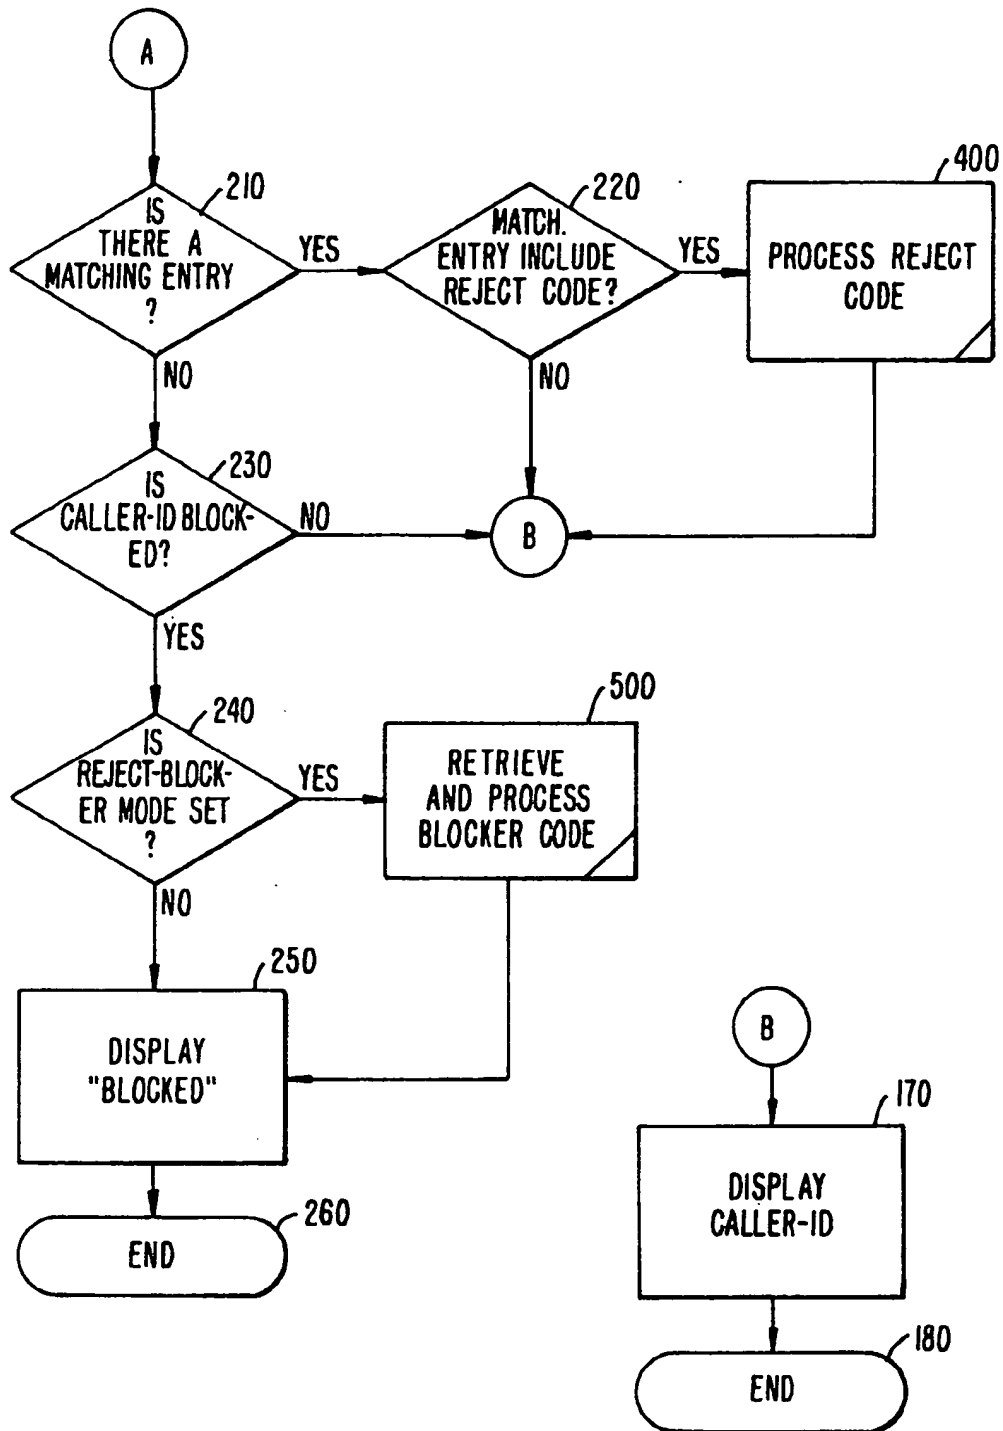 A
210
IS
THERE A
MATCHING ENTRY
?
YES
NO
220
MATCH.
ENTRY INCLUDE
REJECT CODE?
YES
NO
400
PROCESS REJECT
CODE
230
IS
CALLER-ID BLOCK-
ED?
NO
YES
B
240
IS
REJECT-BLOCK-
ER MODE SET
?
YES
NO
500
RETRIEVE
AND PROCESS
BLOCKER CODE
250
DISPLAY
"BLOCKED"
260
END
B
170
DISPLAY
CALLER-ID
180
END